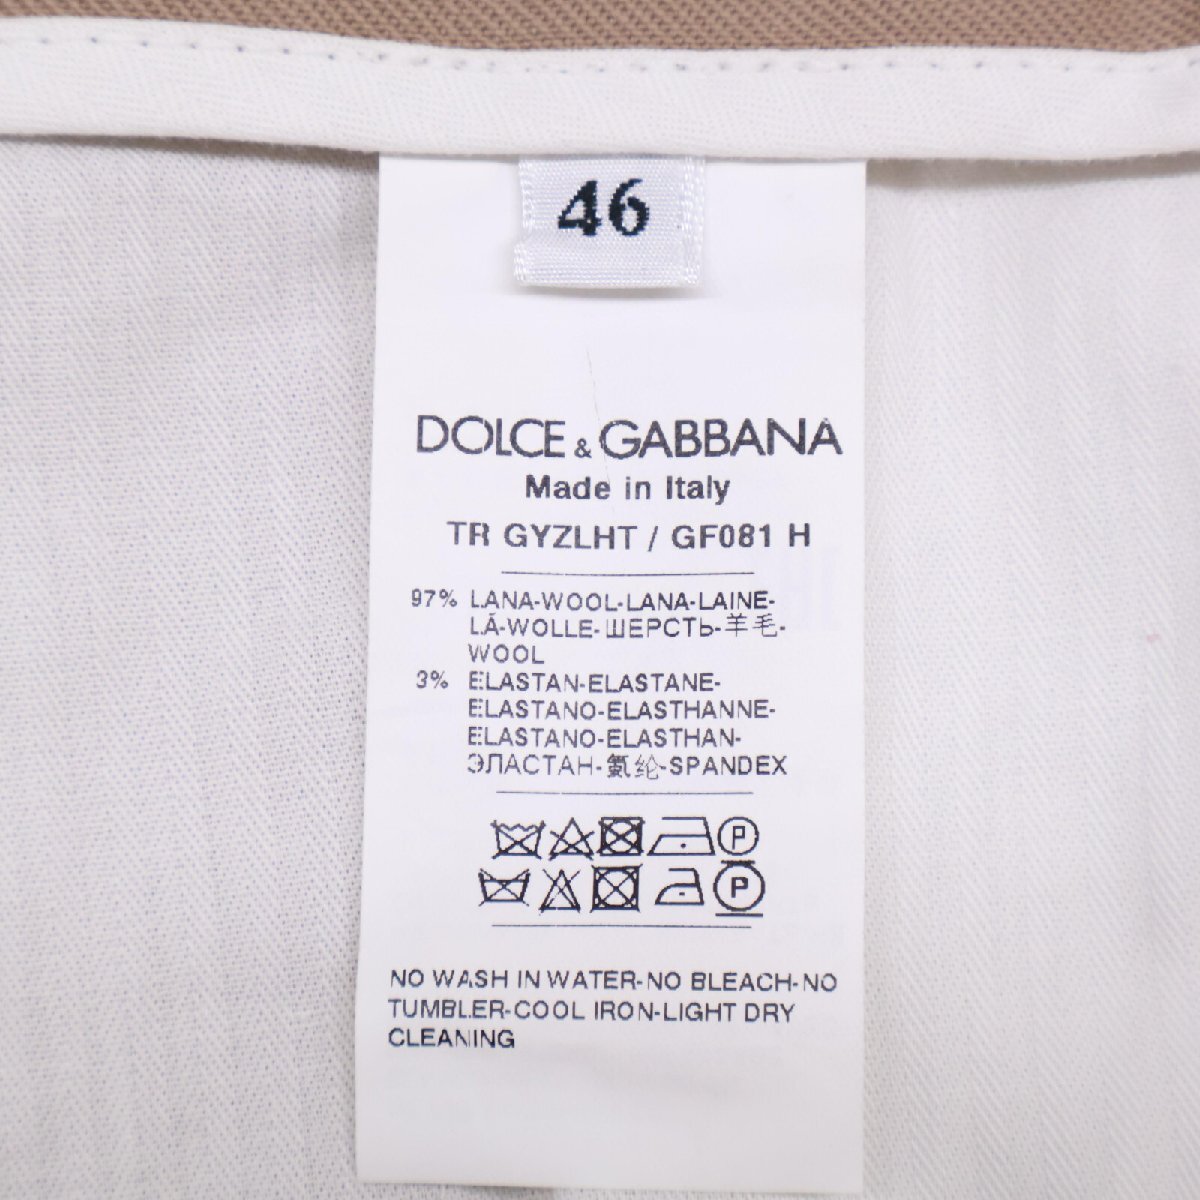 46
DOLCE & GABBANA
Made in Italy
TR GYZLHT / GF081 H
97% LANA-WOOL-LANA-LAINE-
LÃ-WOLLE-ШЕРСТЬ-羊毛-
WOOL
3% ELASTAN-ELASTANE-
ELASTANO-ELASTHANNE-
ELASTANO-ELASTHAN-
ЭЛАСТАН-氨纶-SPANDEX
P
P
NO WASH IN WATER-NO BLEACH-NO
TUMBLER-COOL IRON-LIGHT DRY
CLEANING